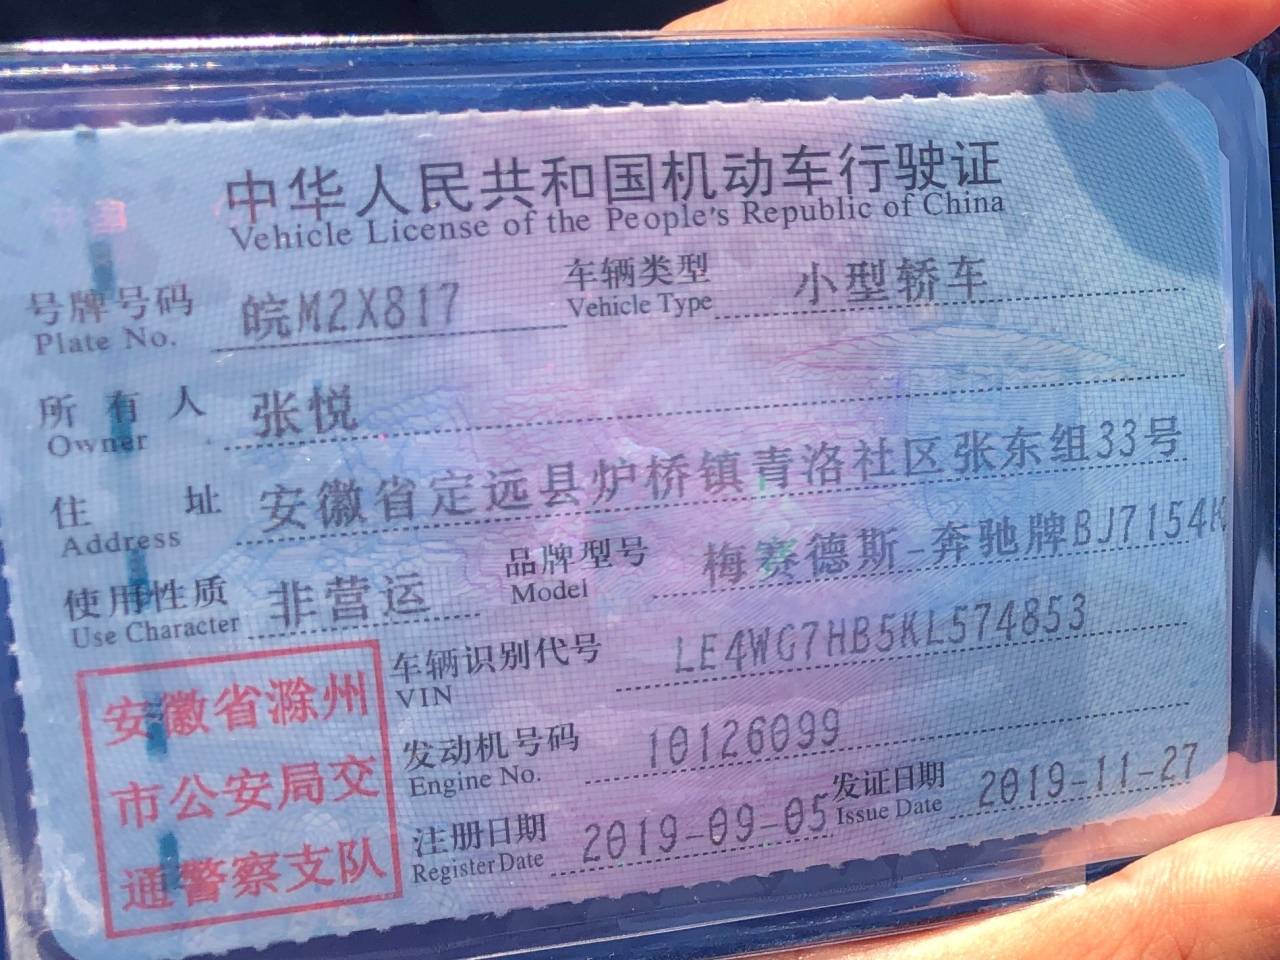 中华人民共和国机动车行驶证
Vehicle License of the People's Republic of China
号牌号码 皖M2X817 车辆类型 小型轿车
Plate No. Vehicle Type
所有人 张悦
Owner
住址 安徽省定远县炉桥镇青洛社区张东组33号
Address
使用性质 非营运 品牌型号 梅赛德斯-奔驰牌BJ7154K
Use Character Model
车辆识别代号 LE4WG7HB5KL574853
VIN
发动机号码 10126099
Engine No.
注册日期 2019-09-05 发证日期 2019-11-27
Register Date Issue Date
安徽省滁州
市公安局交
通警察支队